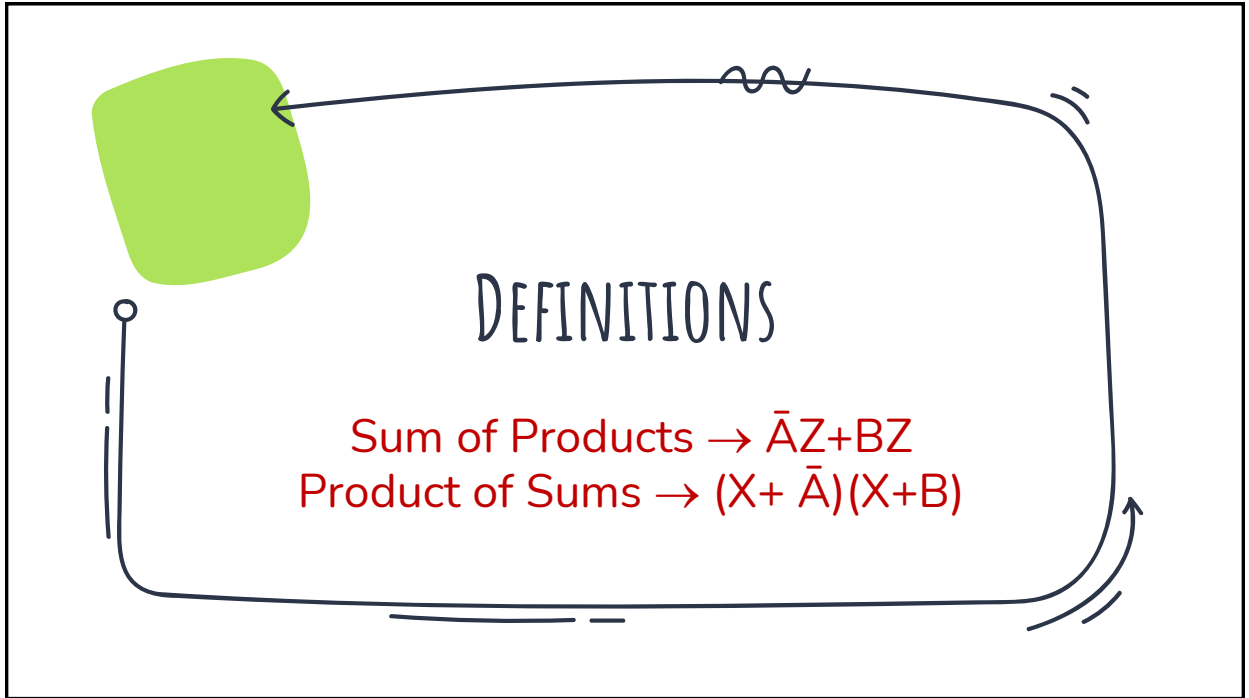 DEFINITIONS
Sum of Products → ĀZ+BZ
Product of Sums → (X+ Ā)(X+B)